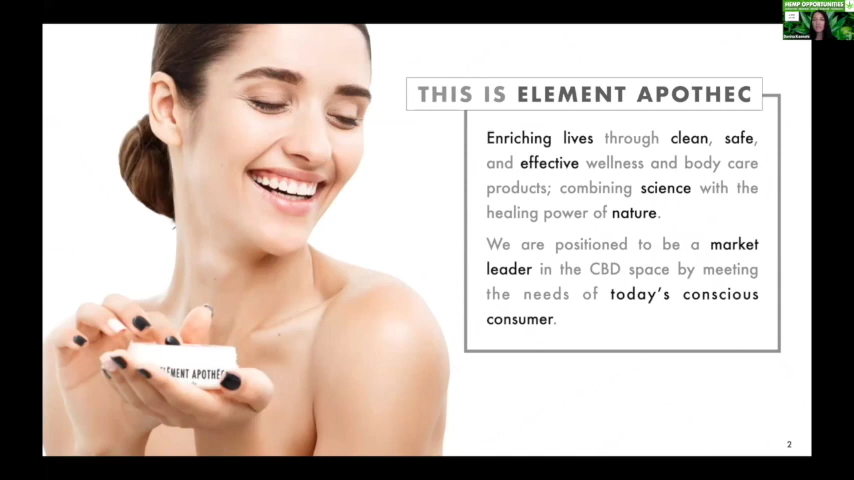 HEMP OPPORTUNITIES
THIS IS ELEMENT APOTHEC
Enriching lives through clean, safe,
and effective wellness and body care
products; combining science with the
healing power of nature.
We are positioned to be a market
leader in the CBD space by meeting
the needs of today's conscious
consumer.
ELEMENT APOTHÉC
2